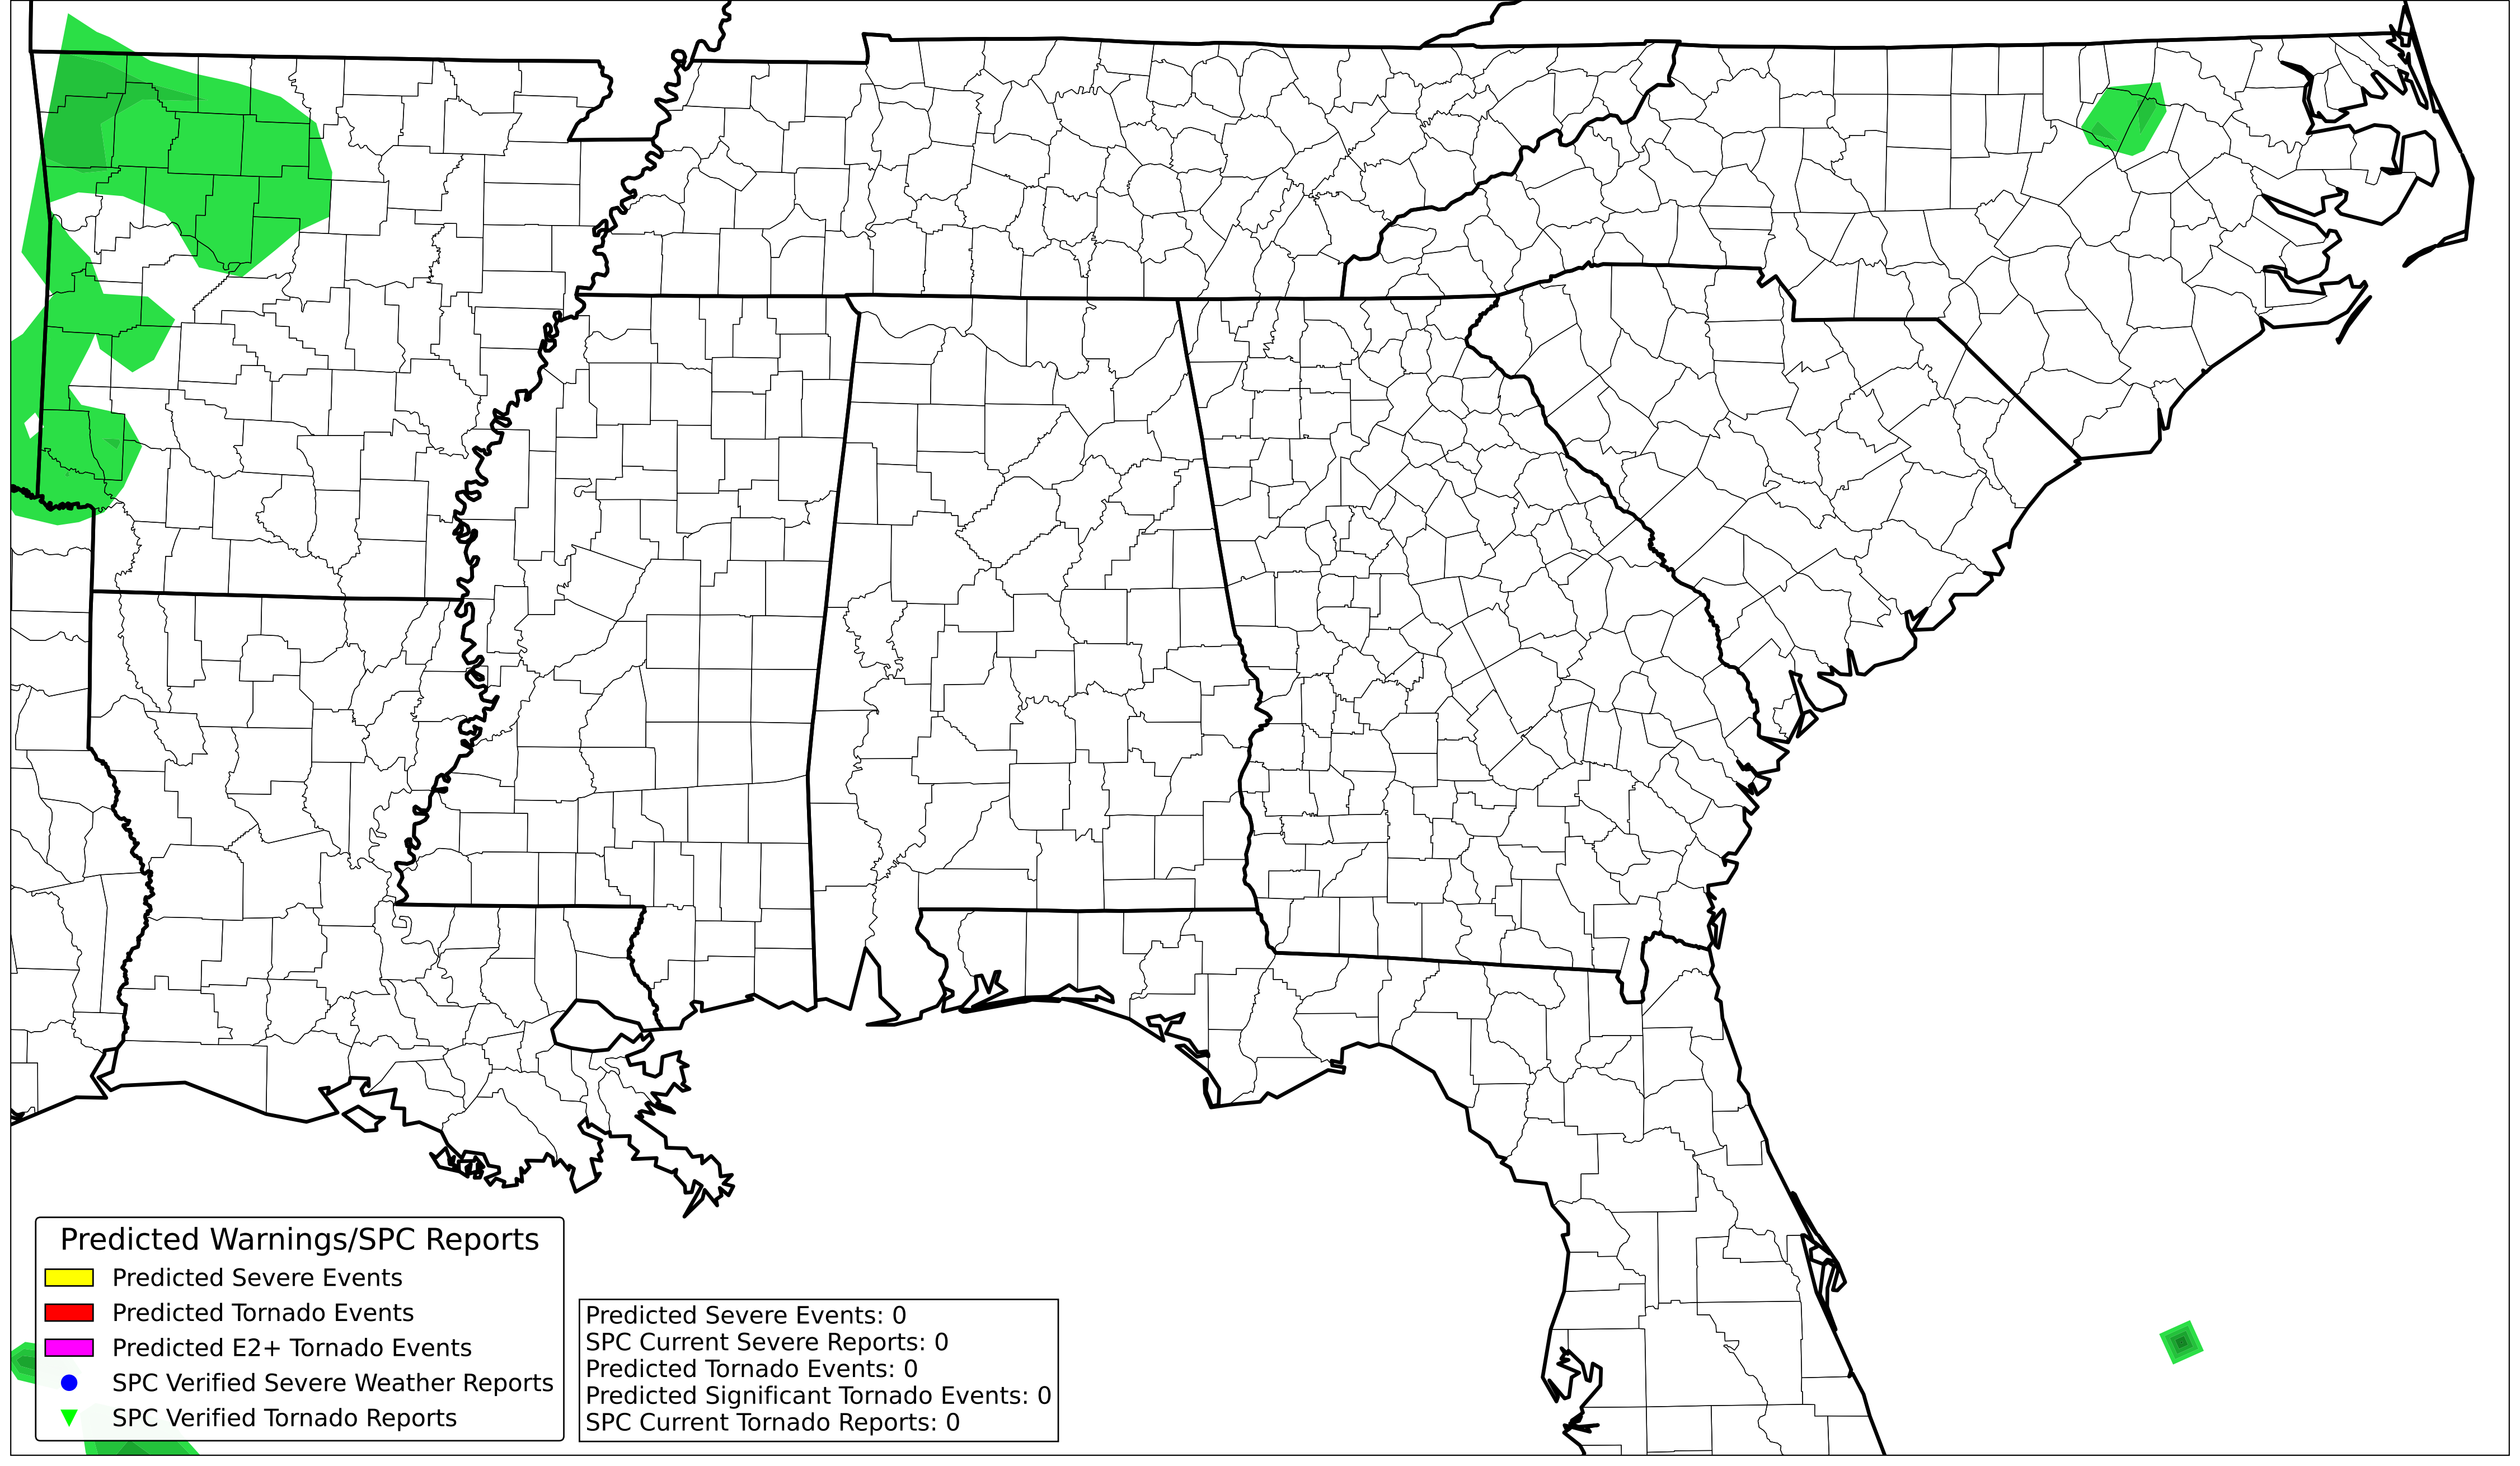 Predicted Warnings/SPC Reports
Predicted Severe Events
Predicted Tornado Events
Predicted E2+ Tornado Events
SPC Verified Severe Weather Reports
SPC Verified Tornado Reports
Predicted Severe Events: 0
SPC Current Severe Reports: 0
Predicted Tornado Events: 0
Predicted Significant Tornado Events: 0
SPC Current Tornado Reports: 0